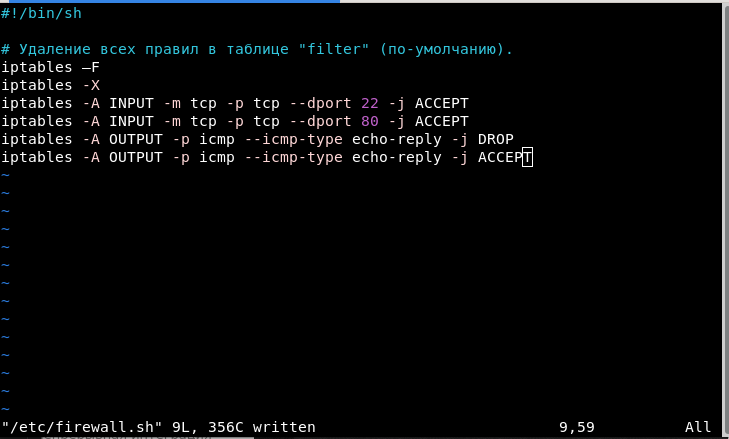 #!/bin/sh
# Удаление всех правил в таблице "filter" (по-умолчанию).
iptables –F
iptables -X
iptables -A INPUT -m tcp -p tcp --dport 22 -j ACCEPT
iptables -A INPUT -m tcp -p tcp --dport 80 -j ACCEPT
iptables -A OUTPUT -p icmp --icmp-type echo-reply -j DROP
iptables -A OUTPUT -p icmp --icmp-type echo-reply -j ACCEPT
~
~
~
~
~
~
~
~
~
~
~
~
~
~
"/etc/firewall.sh" 9L, 356C written 9,59 All